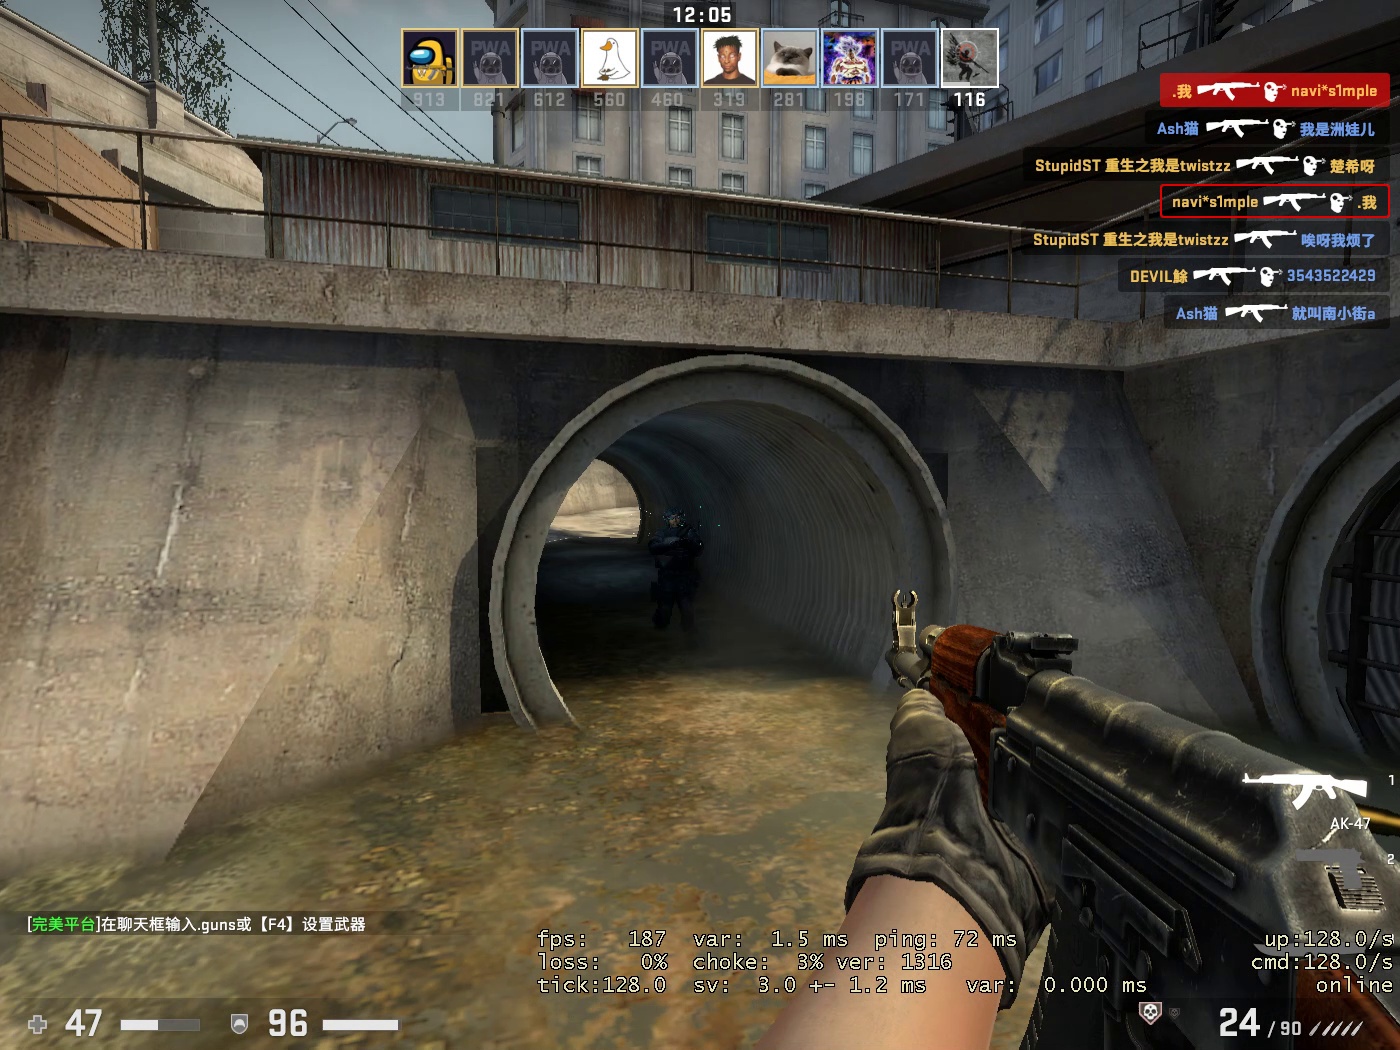 12:05
PWA PWA PWA PWA
913 821 612 560 460 319 281 198 171 116
.我 navi*s1mple
Ash猫 我是洲娃儿
StupidST 重生之我是twistzz 楚希呀
navi*s1mple .我
StupidST 重生之我是twistzz 唉呀我烦了
DEVIL鮽 3543522429
Ash猫 就叫南小街a
1
AK-47
2
[完美平台]在聊天框输入.guns或【F4】设置武器
fps: 187 var: 1.5 ms ping: 72 ms
up:128.0/s
loss: 0% choke: 3% ver: 1316
cmd:128.0/s
tick:128.0 sv: 3.0 +- 1.2 ms var: 0.000 ms
online
47 96 24 / 90